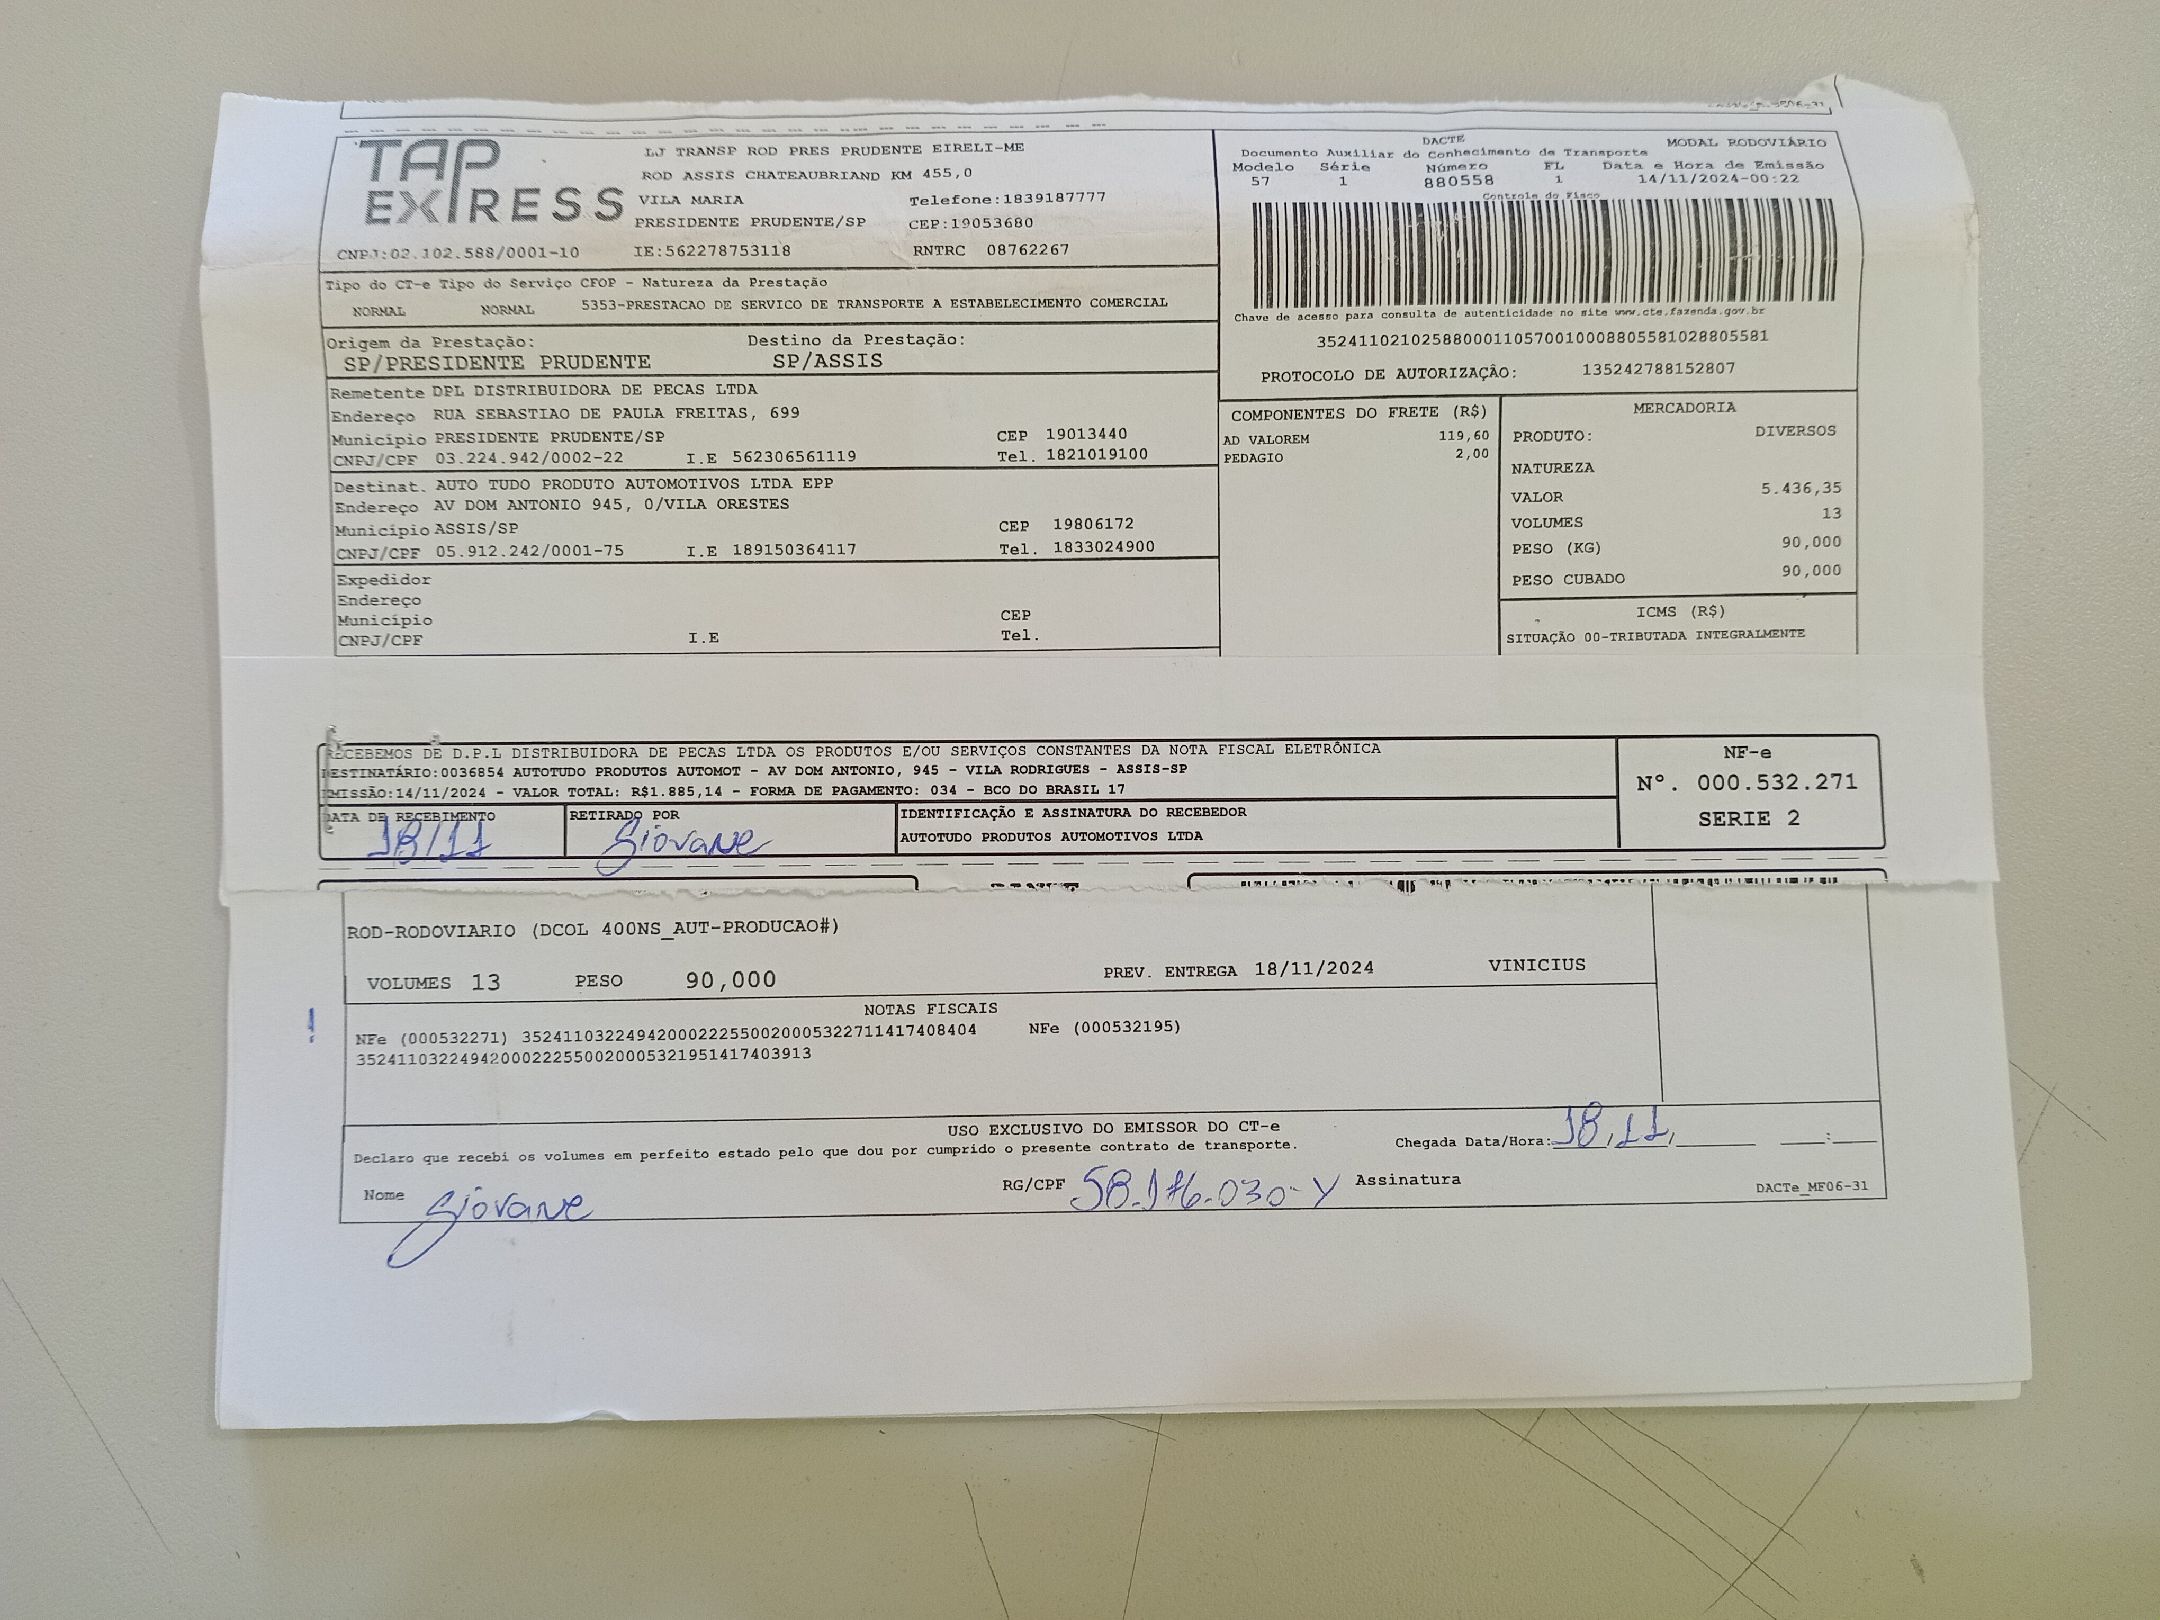 TAP EXPRESS
LJ TRANSP ROD PRES PRUDENTE EIRELI-ME
ROD ASSIS CHATEAUBRIAND KM 455,0
VILA MARIA Telefone:1839187777
PRESIDENTE PRUDENTE/SP CEP:19053680
CNPJ:02.102.588/0001-10 IE:562278753118 RNTRC 08762267
DACTE MODAL RODOVIÁRIO
Documento Auxiliar do Conhecimento de Transporte
Modelo Série Número FL Data e Hora de Emissão
57 1 880558 1 14/11/2024-00:22
Controle do Fisco
Chave de acesso para consulta de autenticidade no site www.cte.fazenda.gov.br
35241102102588000110570010008805581028805581
PROTOCOLO DE AUTORIZAÇÃO: 135242788152807
Tipo do CT-e Tipo do Serviço CFOP - Natureza da Prestação
NORMAL NORMAL 5353-PRESTACAO DE SERVICO DE TRANSPORTE A ESTABELECIMENTO COMERCIAL
Origem da Prestação: Destino da Prestação:
SP/PRESIDENTE PRUDENTE SP/ASSIS
Remetente DPL DISTRIBUIDORA DE PECAS LTDA
Endereço RUA SEBASTIAO DE PAULA FREITAS, 699
Município PRESIDENTE PRUDENTE/SP CEP 19013440
CNPJ/CPF 03.224.942/0002-22 I.E 562306561119 Tel. 1821019100
Destinat. AUTO TUDO PRODUTO AUTOMOTIVOS LTDA EPP
Endereço AV DOM ANTONIO 945, 0/VILA ORESTES
Município ASSIS/SP CEP 19806172
CNPJ/CPF 05.912.242/0001-75 I.E 189150364117 Tel. 1833024900
Expedidor
Endereço
Município CEP
CNPJ/CPF I.E Tel.
COMPONENTES DO FRETE (R$)
AD VALOREM 119,60
PEDAGIO 2,00
MERCADORIA
PRODUTO: DIVERSOS
NATUREZA
VALOR 5.436,35
VOLUMES 13
PESO (KG) 90,000
PESO CUBADO 90,000
ICMS (R$)
SITUAÇÃO 00-TRIBUTADA INTEGRALMENTE
RECEBEMOS DE D.P.L DISTRIBUIDORA DE PECAS LTDA OS PRODUTOS E/OU SERVIÇOS CONSTANTES DA NOTA FISCAL ELETRÔNICA
DESTINATÁRIO:0036854 AUTOTUDO PRODUTOS AUTOMOT - AV DOM ANTONIO, 945 - VILA RODRIGUES - ASSIS-SP
EMISSÃO:14/11/2024 - VALOR TOTAL: R$1.885,14 - FORMA DE PAGAMENTO: 034 - BCO DO BRASIL 17
DATA DE RECEBIMENTO RETIRADO POR IDENTIFICAÇÃO E ASSINATURA DO RECEBEDOR
18/11 Giovane AUTOTUDO PRODUTOS AUTOMOTIVOS LTDA
NF-e
Nº. 000.532.271
SERIE 2
ROD-RODOVIARIO (DCOL 400NS_AUT-PRODUCAO#)
VOLUMES 13 PESO 90,000 PREV. ENTREGA 18/11/2024 VINICIUS
NOTAS FISCAIS
NFe (000532271) 35241103224942000222550020005322711417408404 NFe (000532195)
35241103224942000222550020005321951417403913
USO EXCLUSIVO DO EMISSOR DO CT-e
Declaro que recebi os volumes em perfeito estado pelo que dou por cumprido o presente contrato de transporte.
Chegada Data/Hora: 18/11/ :
Nome Giovane RG/CPF Assinatura
DACTe_MF06-31